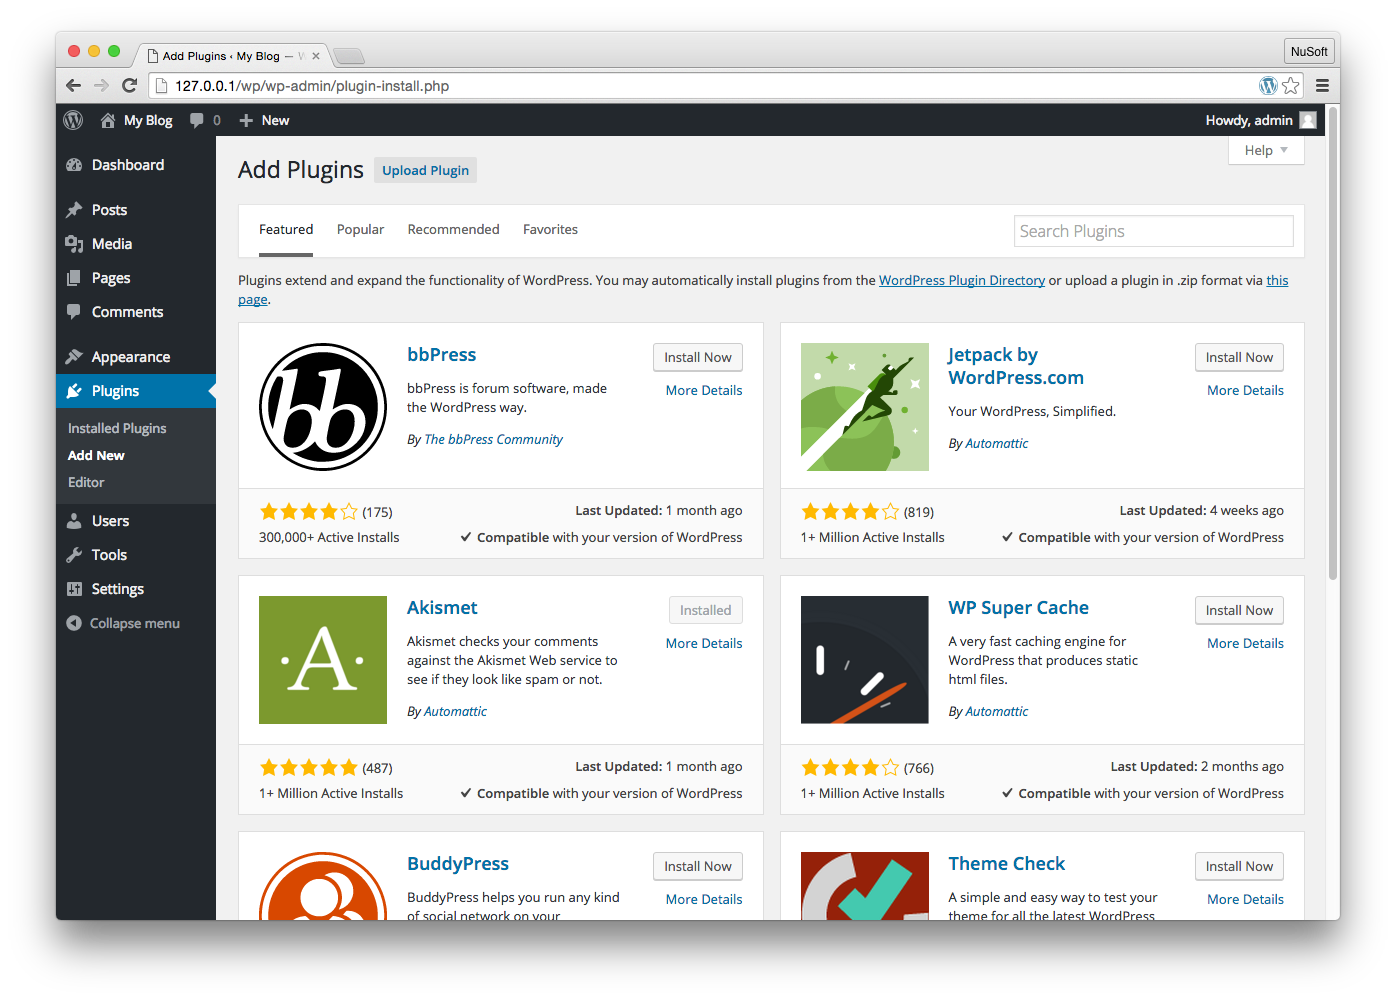 Add Plugins ‹ My Blog —
NuSoft
127.0.0.1/wp/wp-admin/plugin-install.php
My Blog 0 New Howdy, admin
Dashboard
Posts
Media
Pages
Comments
Appearance
Plugins
Installed Plugins
Add New
Editor
Users
Tools
Settings
Collapse menu
Help
Add Plugins Upload Plugin
Featured Popular Recommended Favorites Search Plugins
Plugins extend and expand the functionality of WordPress. You may automatically install plugins from the WordPress Plugin Directory or upload a plugin in .zip format via this
page.
bb
bbPress
Install Now
More Details
bbPress is forum software, made
the WordPress way.
By The bbPress Community
(175)
Last Updated: 1 month ago
300,000+ Active Installs
Compatible with your version of WordPress
Jetpack by
WordPress.com
Install Now
More Details
Your WordPress, Simplified.
By Automattic
(819)
Last Updated: 4 weeks ago
1+ Million Active Installs
Compatible with your version of WordPress
·A·
Akismet
Installed
More Details
Akismet checks your comments
against the Akismet Web service to
see if they look like spam or not.
By Automattic
(487)
Last Updated: 1 month ago
1+ Million Active Installs
Compatible with your version of WordPress
WP Super Cache
Install Now
More Details
A very fast caching engine for
WordPress that produces static
html files.
By Automattic
(766)
Last Updated: 2 months ago
1+ Million Active Installs
Compatible with your version of WordPress
BuddyPress
Install Now
More Details
BuddyPress helps you run any kind
of social network on your
Theme Check
Install Now
More Details
A simple and easy way to test your
theme for all the latest WordPress